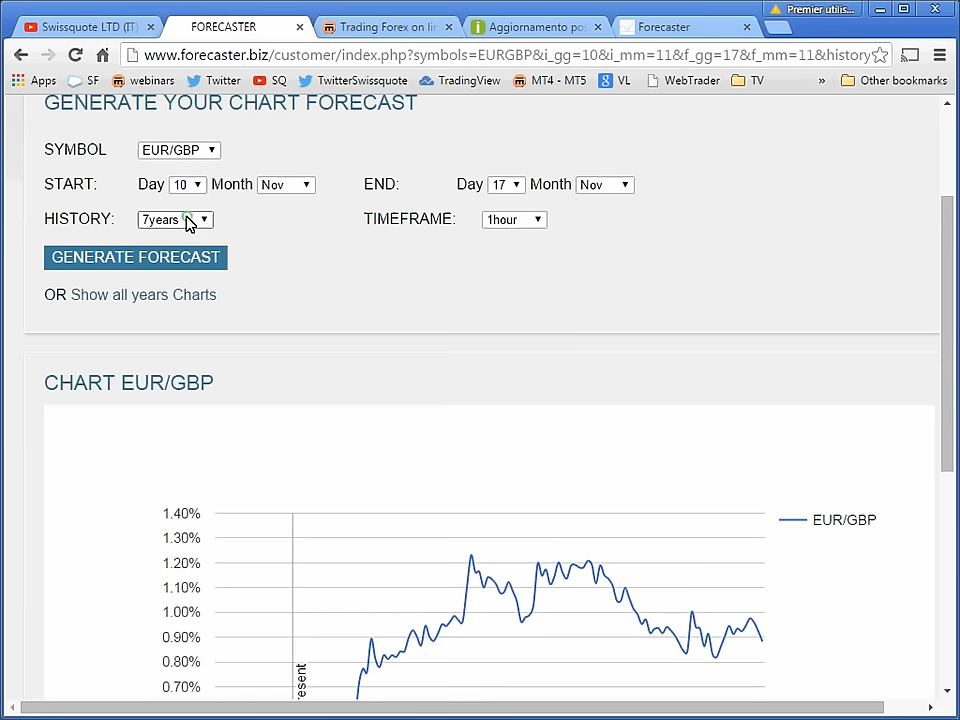 Premier utilis...
Swissquote LTD (IT)
FORECASTER
Trading Forex on li
Aggiornamento po
Forecaster
www.forecaster.biz/customer/index.php?symbols=EURGBP&i_gg=10&i_mm=11&f_gg=17&f_mm=11&history
Apps SF webinars Twitter SQ TwitterSwissquote TradingView MT4 - MT5 VL WebTrader TV » Other bookmarks
GENERATE YOUR CHART FORECAST
SYMBOL EUR/GBP
START: Day 10 Month Nov END: Day 17 Month Nov
HISTORY: 7years TIMEFRAME: 1hour
GENERATE FORECAST
OR Show all years Charts
CHART EUR/GBP
1.40%
EUR/GBP
1.30%
1.20%
1.10%
1.00%
0.90%
0.80%
0.70%